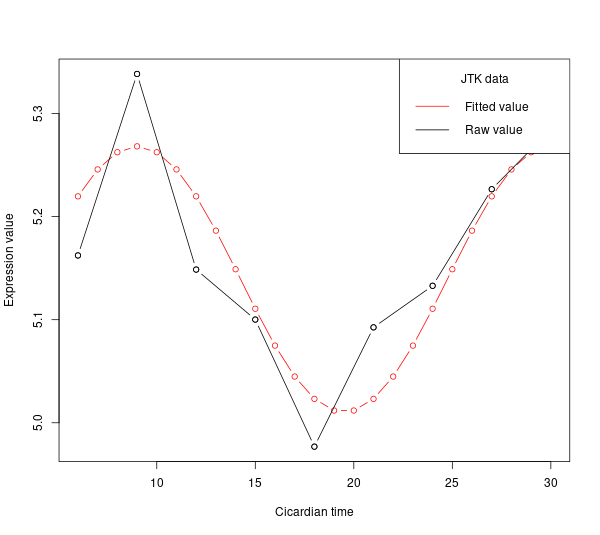 JTK data
Fitted value
Raw value
Expression value
5.3
5.2
5.1
5.0
10 15 20 25 30
Cicardian time